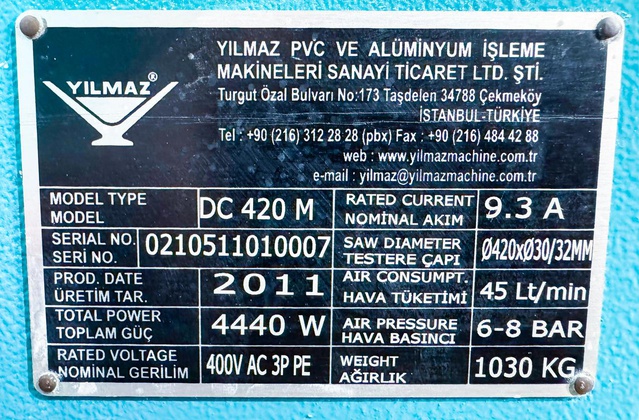 YILMAZ®
YILMAZ PVC VE ALÜMİNYUM İŞLEME
MAKİNELERİ SANAYİ TİCARET LTD. ŞTİ.
Turgut Özal Bulvarı No:173 Taşdelen 34788 Çekmeköy
İSTANBUL-TÜRKİYE
Tel : +90 (216) 312 28 28 (pbx) Fax : +90 (216) 484 42 88
web : www.yilmazmachine.com.tr
e-mail : yilmaz@yilmazmachine.com.tr
MODEL TYPE
MODEL
DC 420 M
RATED CURRENT
NOMİNAL AKIM
9.3 A
SERIAL NO.
SERİ NO.
0210511010007
SAW DIAMETER
TESTERE ÇAPI
Ø420xØ30/32MM
PROD. DATE
ÜRETİM TAR.
2011
AIR CONSUMPT.
HAVA TÜKETİMİ
45 Lt/min
TOTAL POWER
TOPLAM GÜÇ
4440 W
AIR PRESSURE
HAVA BASINCI
6-8 BAR
RATED VOLTAGE
NOMİNAL GERİLİM
400V AC 3P PE
WEIGHT
AĞIRLIK
1030 KG